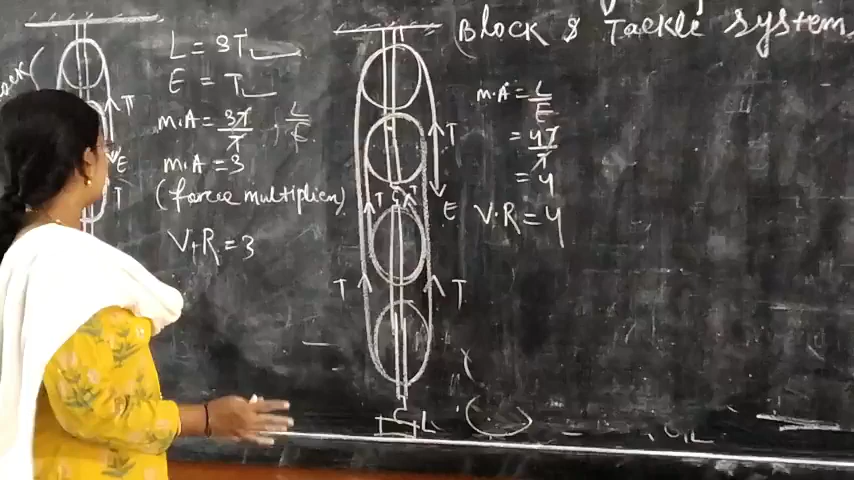 Block & Tackle system
L = 3T
E = T
M.A = 3T/T, L/E
M.A = 3
(force multiplier)
V.R = 3
T
E
T
M.A = L/E
= 4T/T
= 4
V.R = 4
T
E
T T
T T
L